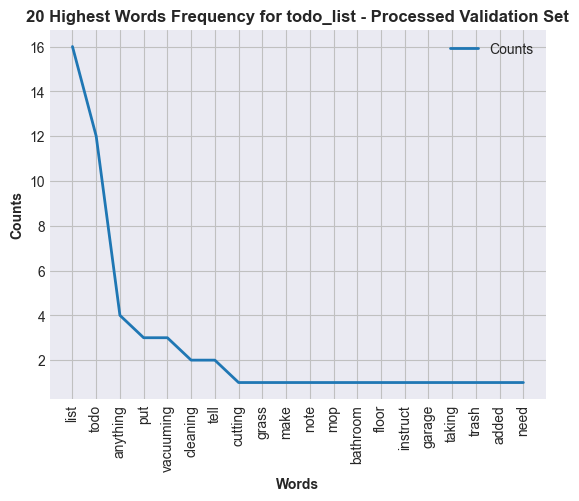 20 Highest Words Frequency for todo_list - Processed Validation Set
Counts
Counts
16
14
12
10
8
6
4
2
list
todo
anything
put
vacuuming
cleaning
tell
cutting
grass
make
note
mop
bathroom
floor
instruct
garage
taking
trash
added
need
Words